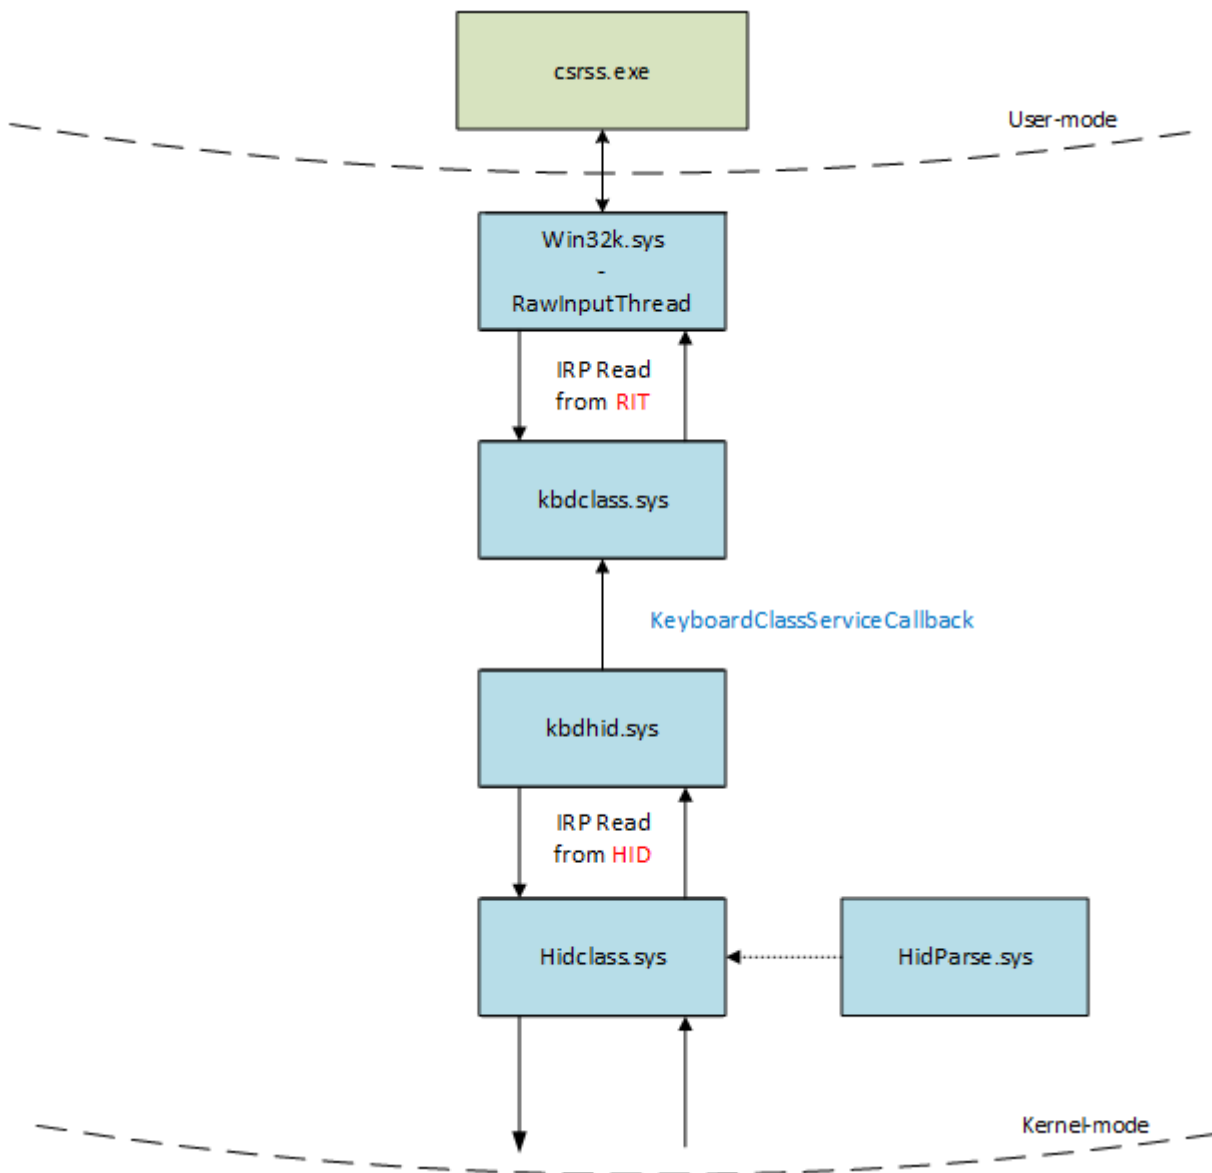 csrss.exe
User-mode
Win32k.sys
-
RawInputThread
IRP Read
from RIT
kbdclass.sys
KeyboardClassServiceCallback
kbdhid.sys
IRP Read
from HID
Hidclass.sys
HidParse.sys
Kernel-mode